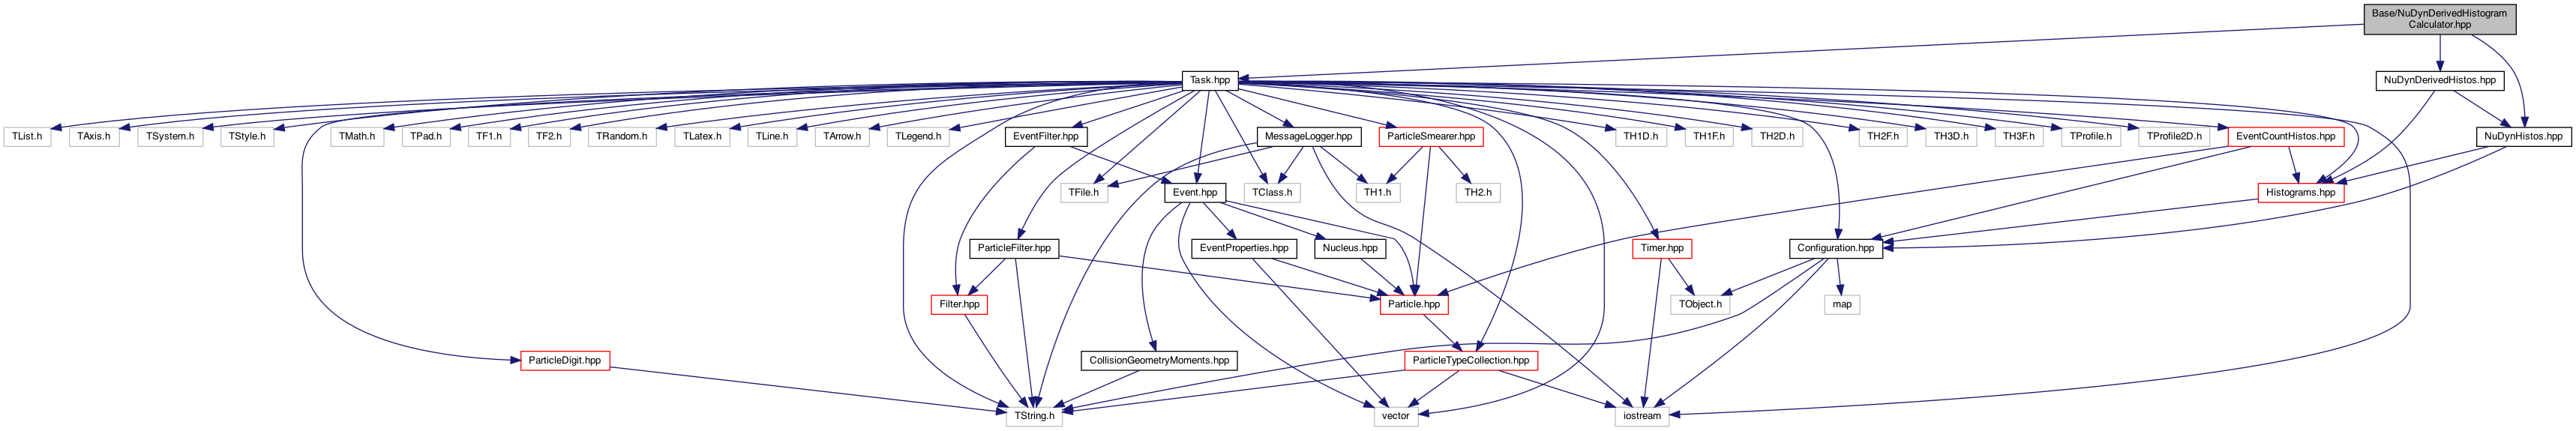 Base/NuDynDerivedHistogram
Calculator.hpp
Task.hpp
NuDynDerivedHistos.hpp
TList.h
TAxis.h
TSystem.h
TStyle.h
TMath.h
TPad.h
TF1.h
TF2.h
TRandom.h
TLatex.h
TLine.h
TArrow.h
TLegend.h
EventFilter.hpp
MessageLogger.hpp
ParticleSmearer.hpp
TH1D.h
TH1F.h
TH2D.h
TH2F.h
TH3D.h
TH3F.h
TProfile.h
TProfile2D.h
EventCountHistos.hpp
NuDynHistos.hpp
TFile.h
Event.hpp
TClass.h
TH1.h
TH2.h
Histograms.hpp
ParticleFilter.hpp
EventProperties.hpp
Nucleus.hpp
Timer.hpp
Configuration.hpp
Filter.hpp
Particle.hpp
TObject.h
map
ParticleDigit.hpp
CollisionGeometryMoments.hpp
ParticleTypeCollection.hpp
TString.h
vector
iostream